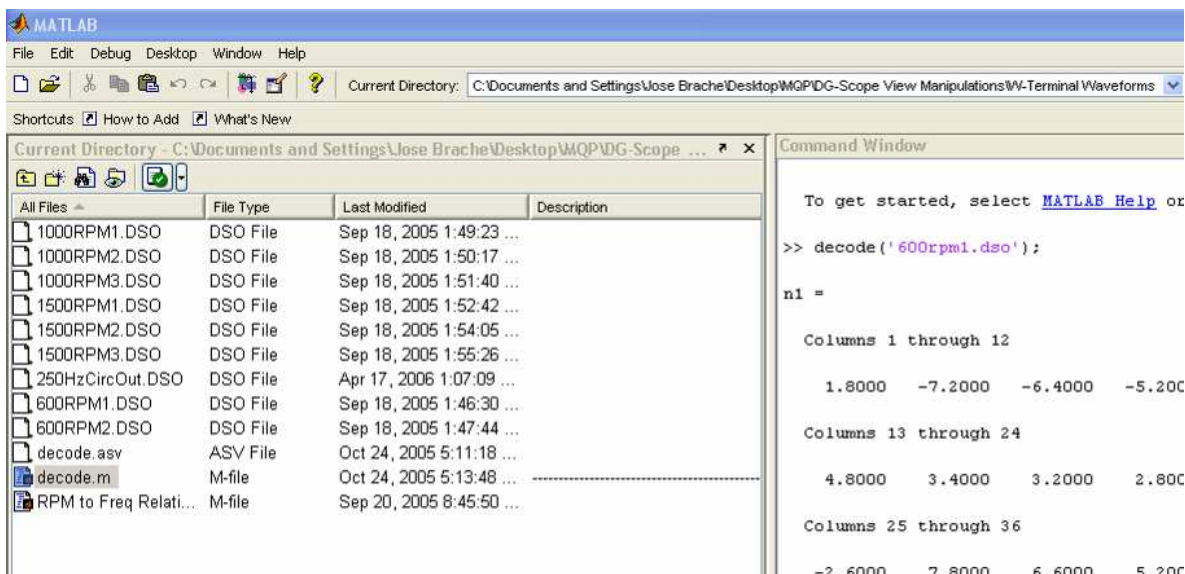 MATLAB
File Edit Debug Desktop Window Help
Current Directory: C:\Documents and Settings\Jose Brache\Desktop\MQP\DG-Scope View Manipulations\V-Terminal Waveforms
Shortcuts How to Add What's New
Current Directory - C:\Documents and Settings\Jose Brache\Desktop\MQP\DG-Scope ...
All Files File Type Last Modified Description
1000RPM1.DSO DSO File Sep 18, 2005 1:49:23 ...
1000RPM2.DSO DSO File Sep 18, 2005 1:50:17 ...
1000RPM3.DSO DSO File Sep 18, 2005 1:51:40 ...
1500RPM1.DSO DSO File Sep 18, 2005 1:52:42 ...
1500RPM2.DSO DSO File Sep 18, 2005 1:54:05 ...
1500RPM3.DSO DSO File Sep 18, 2005 1:55:26 ...
250HzCircOut.DSO DSO File Apr 17, 2006 1:07:09 ...
600RPM1.DSO DSO File Sep 18, 2005 1:46:30 ...
600RPM2.DSO DSO File Sep 18, 2005 1:47:44 ...
decode.asv ASV File Oct 24, 2005 5:11:18 ...
decode.m M-file Oct 24, 2005 5:13:48 ... --------------------------------------------
RPM to Freq Relati... M-file Sep 20, 2005 8:45:50 ...
Command Window
To get started, select MATLAB Help or
>> decode('600rpm1.dso');
n1 =
Columns 1 through 12
1.8000 -7.2000 -6.4000 -5.200
Columns 13 through 24
4.8000 3.4000 3.2000 2.800
Columns 25 through 36
-2.6000 7.8000 6.6000 5.200